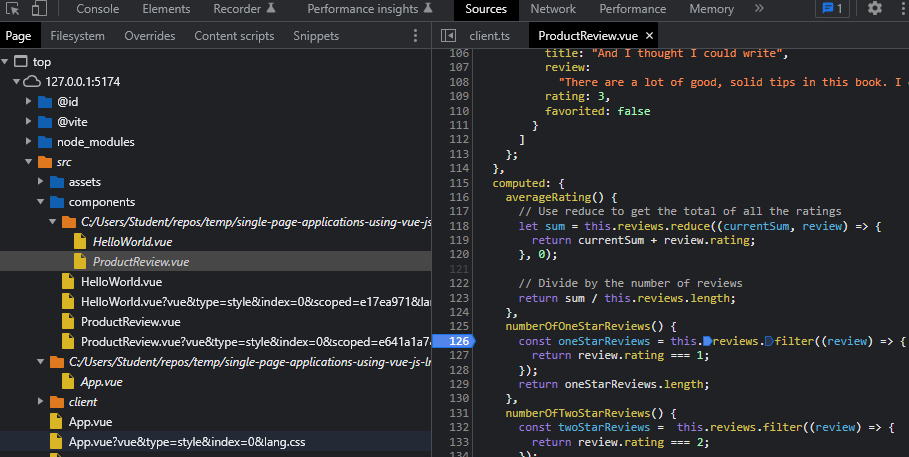 Console Elements Recorder Performance insights Sources Network Performance Memory 1
Page Filesystem Overrides Content scripts Snippets
top
127.0.0.1:5174
@id
@vite
node_modules
src
assets
components
C:/Users/Student/repos/temp/single-page-applications-using-vue-js-
HelloWorld.vue
ProductReview.vue
HelloWorld.vue
HelloWorld.vue?vue&type=style&index=0&scoped=e17ea971&la
ProductReview.vue
ProductReview.vue?vue&type=style&index=0&scoped=e641a1a7
C:/Users/Student/repos/temp/single-page-applications-using-vue-js-
App.vue
client
App.vue
App.vue?vue&type=style&index=0&lang.css
client.ts ProductReview.vue
106 title: "And I thought I could write",
107 review:
108 "There are a lot of good, solid tips in this book. I
109 rating: 3,
110 favorited: false
111 }
112 ]
113 };
114 },
115 computed: {
116 averageRating() {
117 // Use reduce to get the total of all the ratings
118 let sum = this.reviews.reduce((currentSum, review) => {
119 return currentSum + review.rating;
120 }, 0);
121
122 // Divide by the number of reviews
123 return sum / this.reviews.length;
124 },
125 numberOfOneStarReviews() {
126 const oneStarReviews = this.reviews.filter((review) => {
127 return review.rating === 1;
128 });
129 return oneStarReviews.length;
130 },
131 numberOfTwoStarReviews() {
132 const twoStarReviews = this.reviews.filter((review) => {
133 return review.rating === 2;
134 });